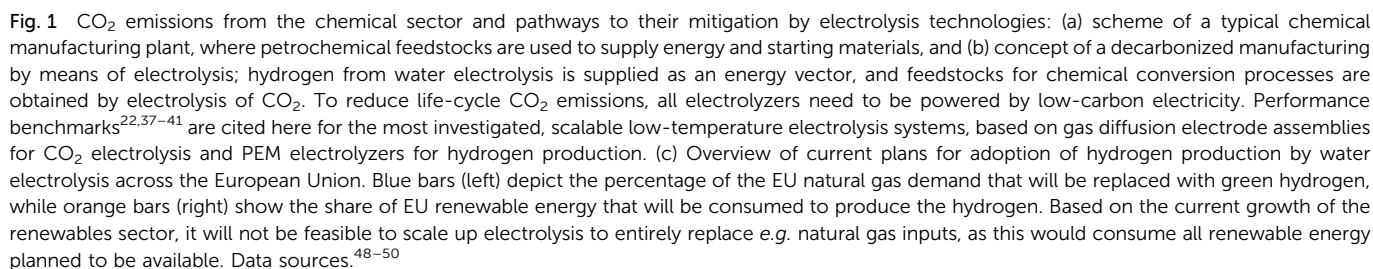 Fig. 1 CO₂ emissions from the chemical sector and pathways to their mitigation by electrolysis technologies: (a) scheme of a typical chemical
manufacturing plant, where petrochemical feedstocks are used to supply energy and starting materials, and (b) concept of a decarbonized manufacturing
by means of electrolysis; hydrogen from water electrolysis is supplied as an energy vector, and feedstocks for chemical conversion processes are
obtained by electrolysis of CO₂. To reduce life-cycle CO₂ emissions, all electrolyzers need to be powered by low-carbon electricity. Performance
benchmarks²²,³⁷⁻⁴¹ are cited here for the most investigated, scalable low-temperature electrolysis systems, based on gas diffusion electrode assemblies
for CO₂ electrolysis and PEM electrolyzers for hydrogen production. (c) Overview of current plans for adoption of hydrogen production by water
electrolysis across the European Union. Blue bars (left) depict the percentage of the EU natural gas demand that will be replaced with green hydrogen,
while orange bars (right) show the share of EU renewable energy that will be consumed to produce the hydrogen. Based on the current growth of the
renewables sector, it will not be feasible to scale up electrolysis to entirely replace e.g. natural gas inputs, as this would consume all renewable energy
planned to be available. Data sources.⁴⁸⁻⁵⁰